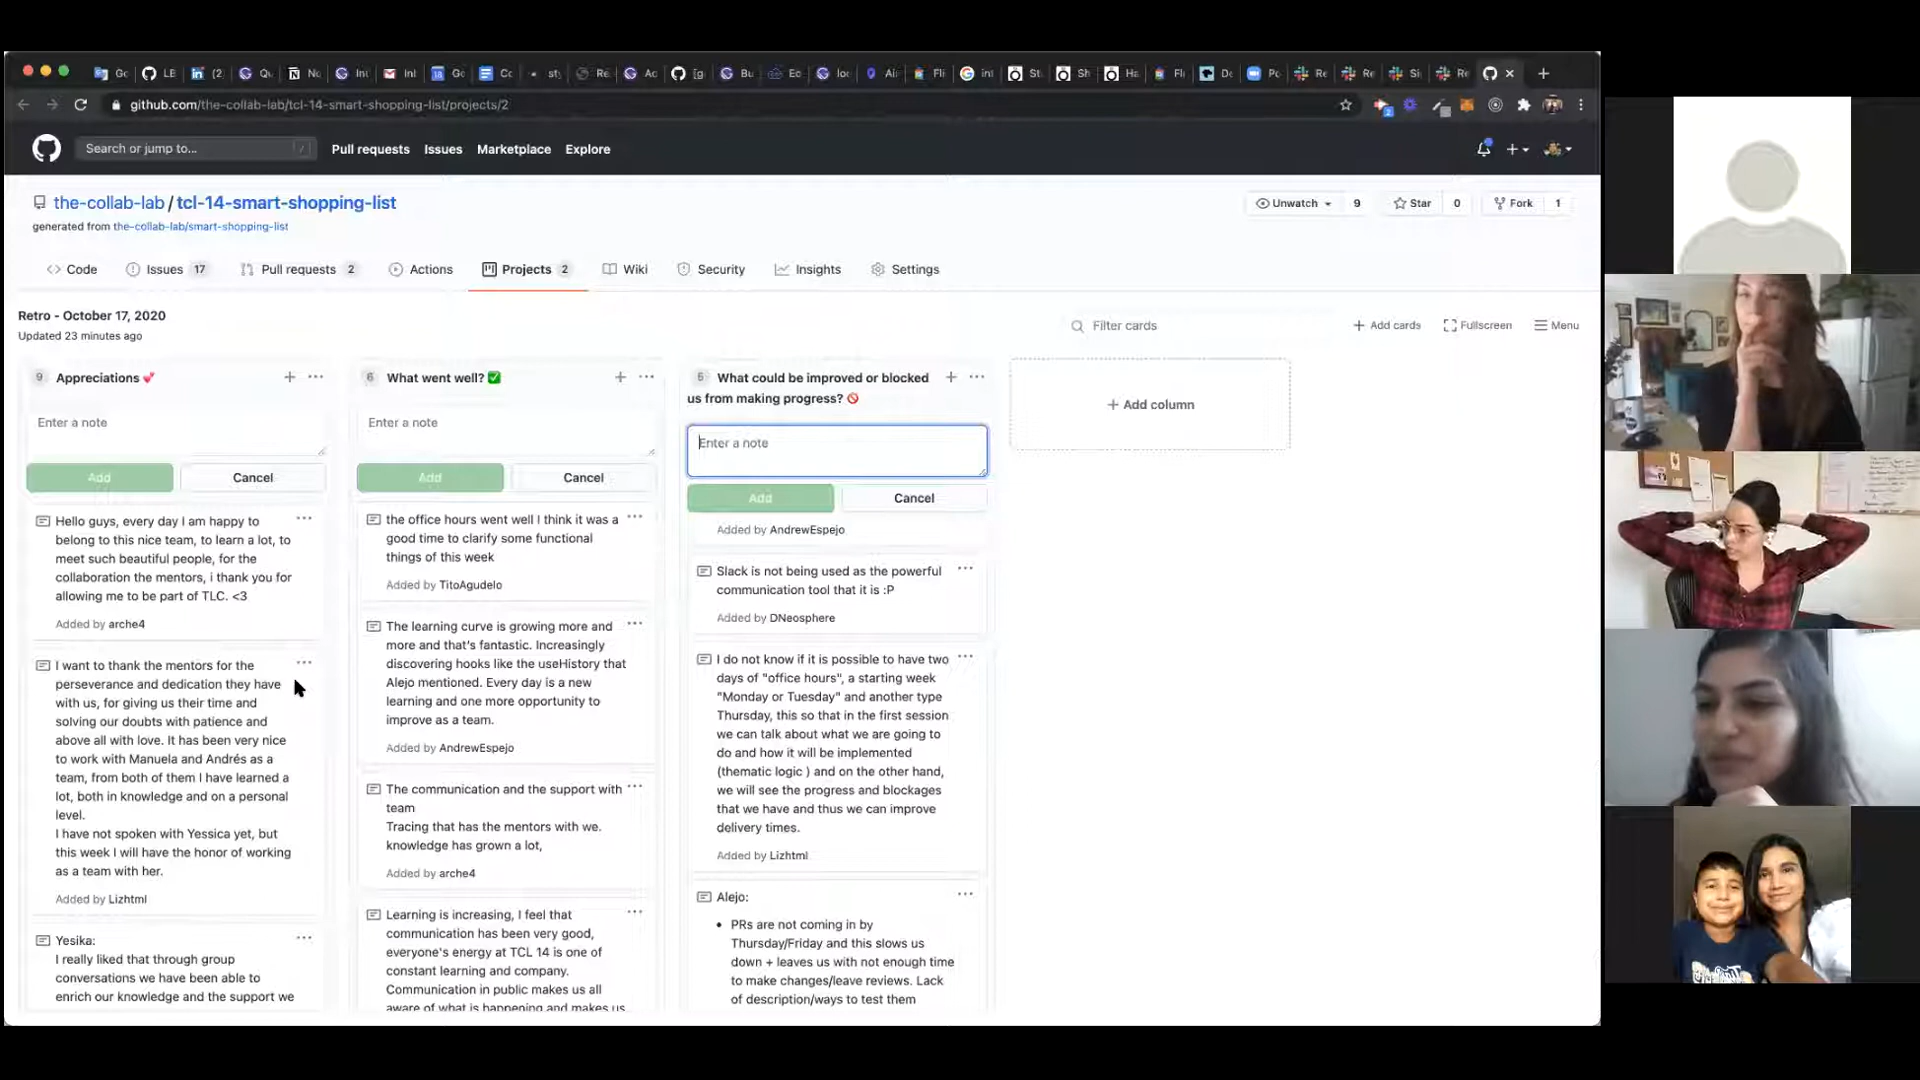 github.com/the-collab-lab/tcl-14-smart-shopping-list/projects/2
Search or jump to... /
Pull requests Issues Marketplace Explore
the-collab-lab / tcl-14-smart-shopping-list
generated from the-collab-lab/smart-shopping-list
Unwatch 9 Star 0 Fork 1
Code Issues 17 Pull requests 2 Actions Projects 2 Wiki Security Insights Settings
Retro - October 17, 2020
Updated 23 minutes ago
Filter cards
Add cards Fullscreen Menu
9 Appreciations
Enter a note
Add Cancel
Hello guys, every day I am happy to
belong to this nice team, to learn a lot, to
meet such beautiful people, for the
collaboration the mentors, i thank you for
allowing me to be part of TLC. <3
Added by arche4
I want to thank the mentors for the
perseverance and dedication they have
with us, for giving us their time and
solving our doubts with patience and
above all with love. It has been very nice
to work with Manuela and Andrés as a
team, from both of them I have learned a
lot, both in knowledge and on a personal
level.
I have not spoken with Yessica yet, but
this week I will have the honor of working
as a team with her.
Added by Lizhtml
Yesika:
I really liked that through group
conversations we have been able to
enrich our knowledge and the support we
6 What went well?
Enter a note
Add Cancel
the office hours went well I think it was a
good time to clarify some functional
things of this week
Added by TitoAgudelo
The learning curve is growing more and
more and that's fantastic. Increasingly
discovering hooks like the useHistory that
Alejo mentioned. Every day is a new
learning and one more opportunity to
improve as a team.
Added by AndrewEspejo
The communication and the support with
team
Tracing that has the mentors with we.
knowledge has grown a lot,
Added by arche4
Learning is increasing, I feel that
communication has been very good,
everyone's energy at TCL 14 is one of
constant learning and company.
Communication in public makes us all
aware of what is happening and makes us
What could be improved or blocked
us from making progress?
Enter a note
Add Cancel
Added by AndrewEspejo
Slack is not being used as the powerful
communication tool that it is :P
Added by DNeosphere
I do not know if it is possible to have two
days of "office hours", a starting week
"Monday or Tuesday" and another type
Thursday, this so that in the first session
we can talk about what we are going to
do and how it will be implemented
(thematic logic ) and on the other hand,
we will see the progress and blockages
that we have and thus we can improve
delivery times.
Added by Lizhtml
Alejo:
• PRs are not coming in by
Thursday/Friday and this slows us
down + leaves us with not enough time
to make changes/leave reviews. Lack
of description/ways to test them
+ Add column